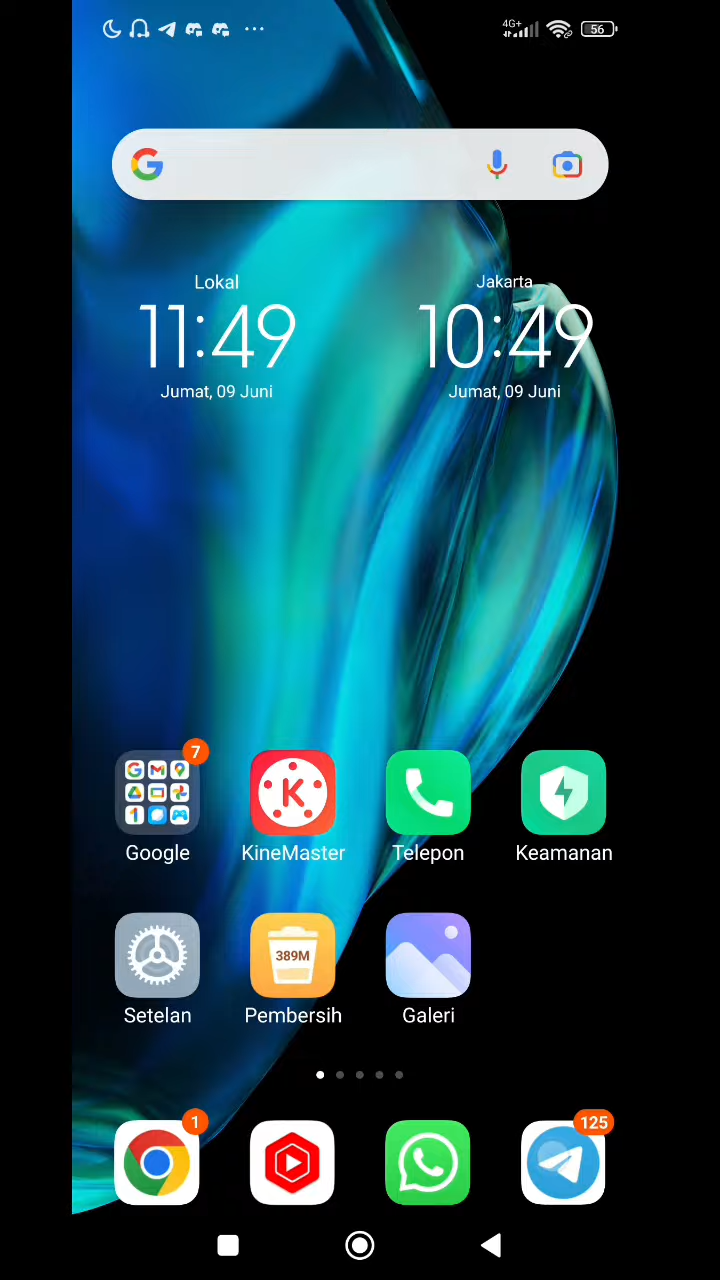 4G+
56
Lokal
Jakarta
11:49
10:49
Jumat, 09 Juni
Jumat, 09 Juni
7
Google
KineMaster
Telepon
Keamanan
389M
Setelan
Pembersih
Galeri
1
125